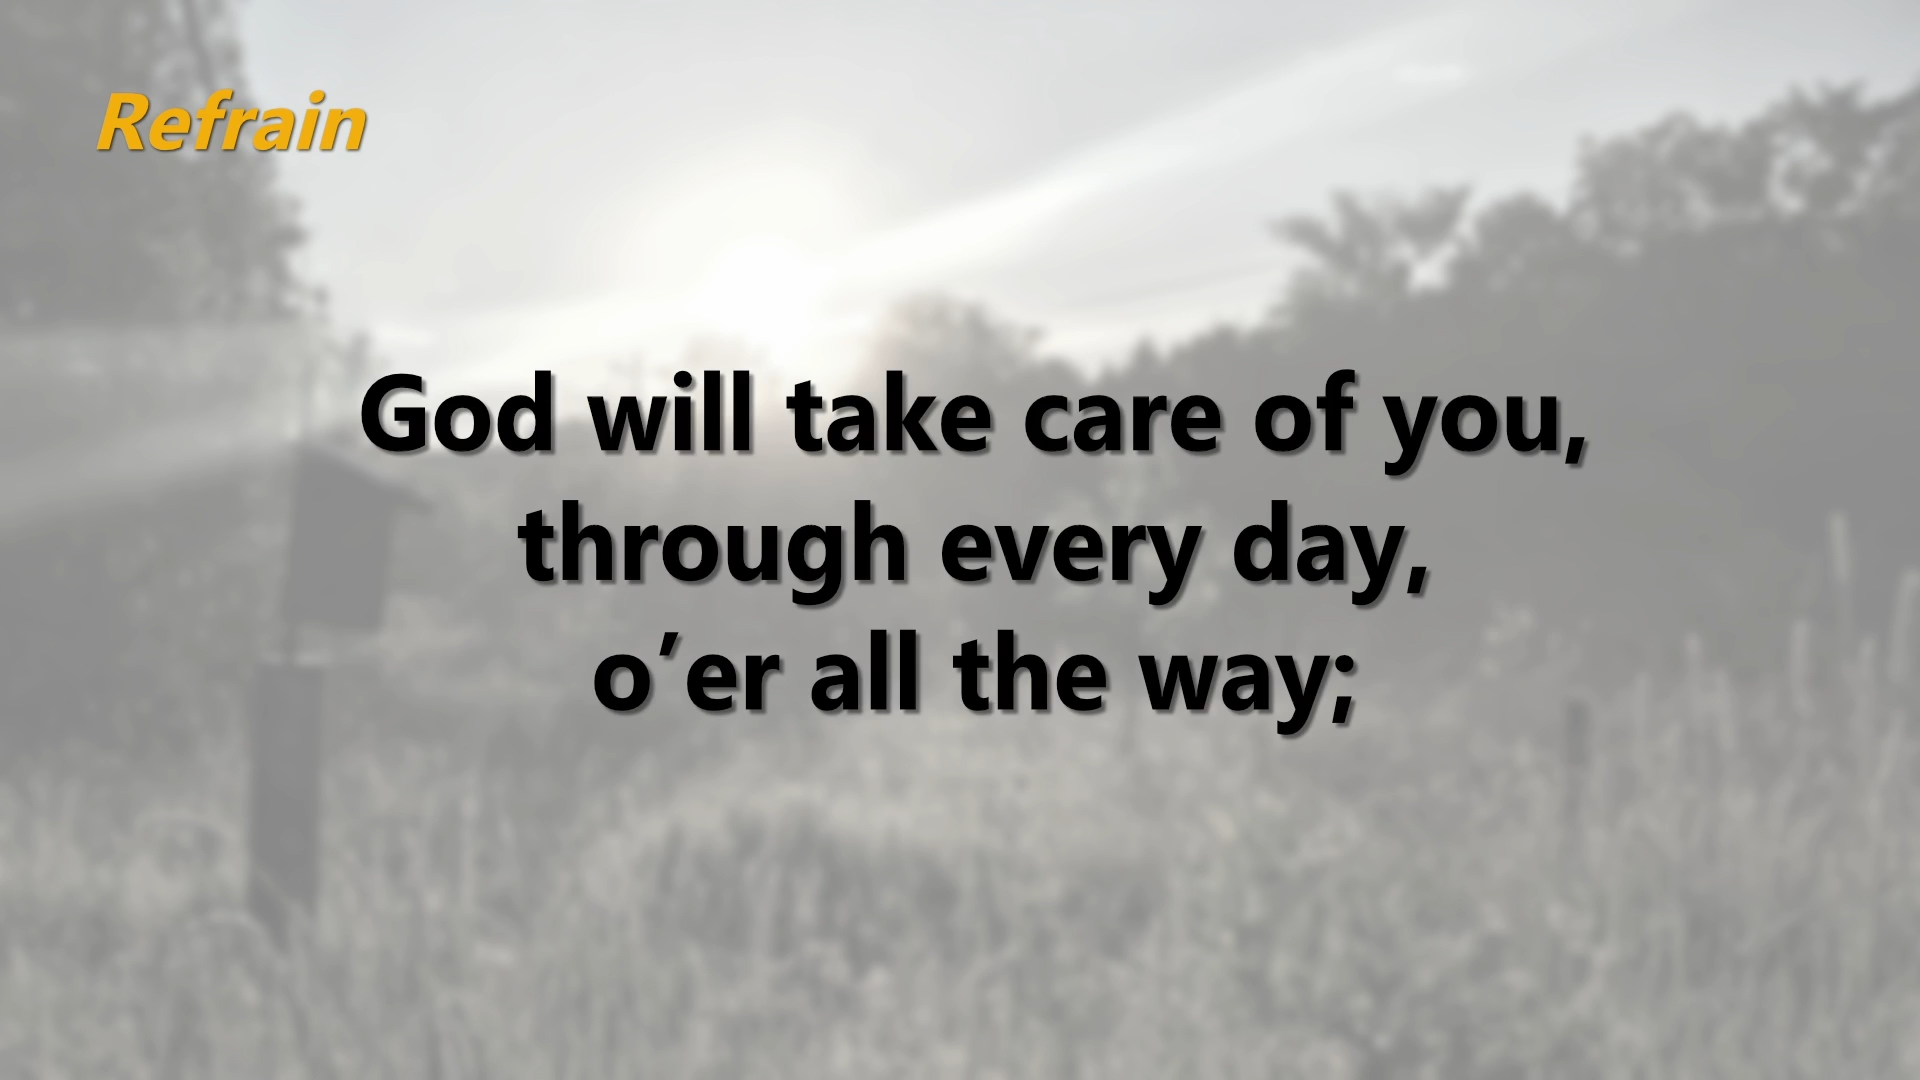 Refrain
God will take care of you,
through every day,
o’er all the way;